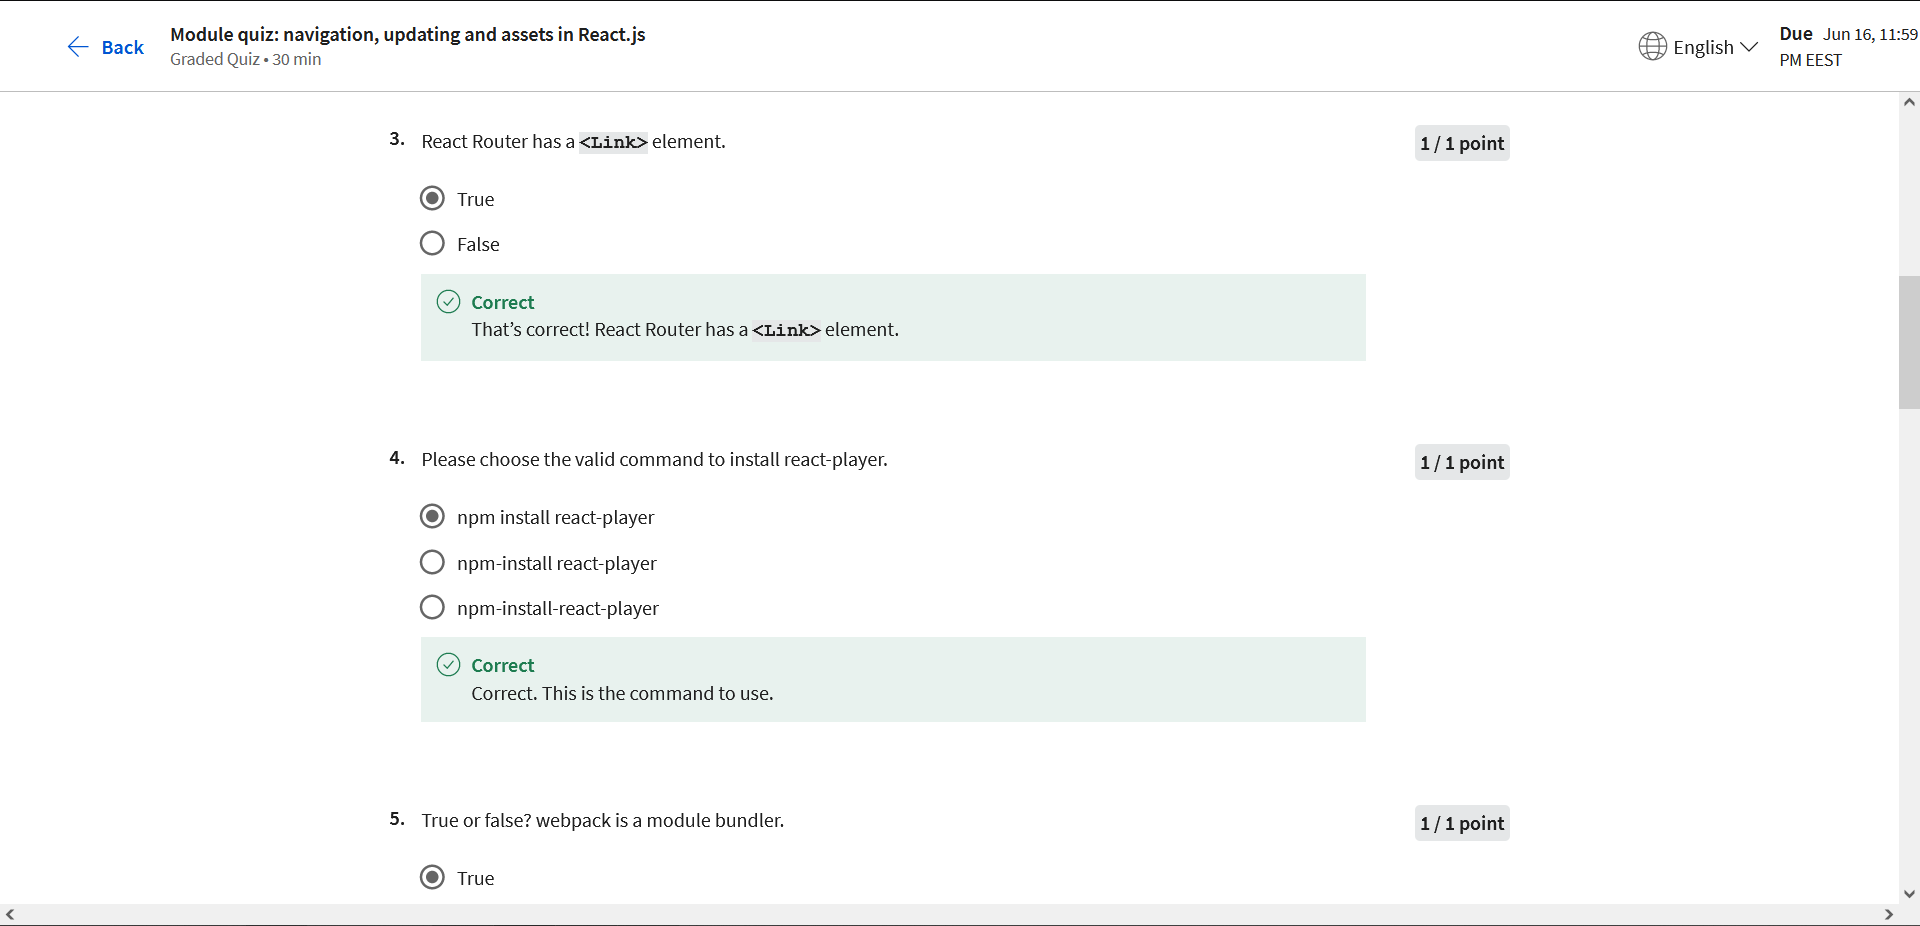 Back
Module quiz: navigation, updating and assets in React.js
Graded Quiz • 30 min
English
Due Jun 16, 11:59
PM EEST
3. React Router has a <Link> element.
1 / 1 point
True
False
Correct
That’s correct! React Router has a <Link> element.
4. Please choose the valid command to install react-player.
1 / 1 point
npm install react-player
npm-install react-player
npm-install-react-player
Correct
Correct. This is the command to use.
5. True or false? webpack is a module bundler.
1 / 1 point
True